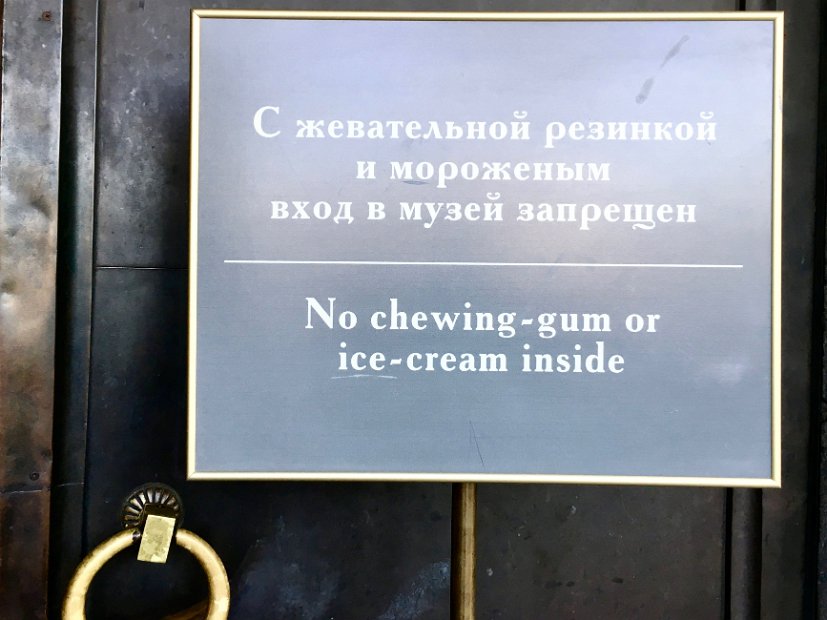 С жевательной резинкой
и мороженым
вход в музей запрещен
No chewing-gum or
ice-cream inside